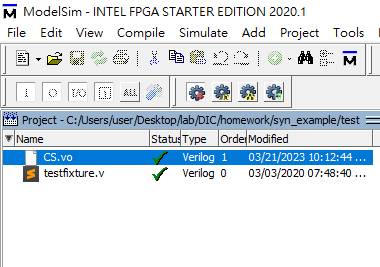 ModelSim - INTEL FPGA STARTER EDITION 2020.1
File Edit View Compile Simulate Add Project Tools
I O I/O ALL
Project - C:/Users/user/Desktop/lab/DIC/homework/syn_example/test
Name Status Type Order Modified
CS.vo Verilog 1 03/21/2023 10:12:44 ...
testfixture.v Verilog 0 03/03/2020 07:48:40 ...